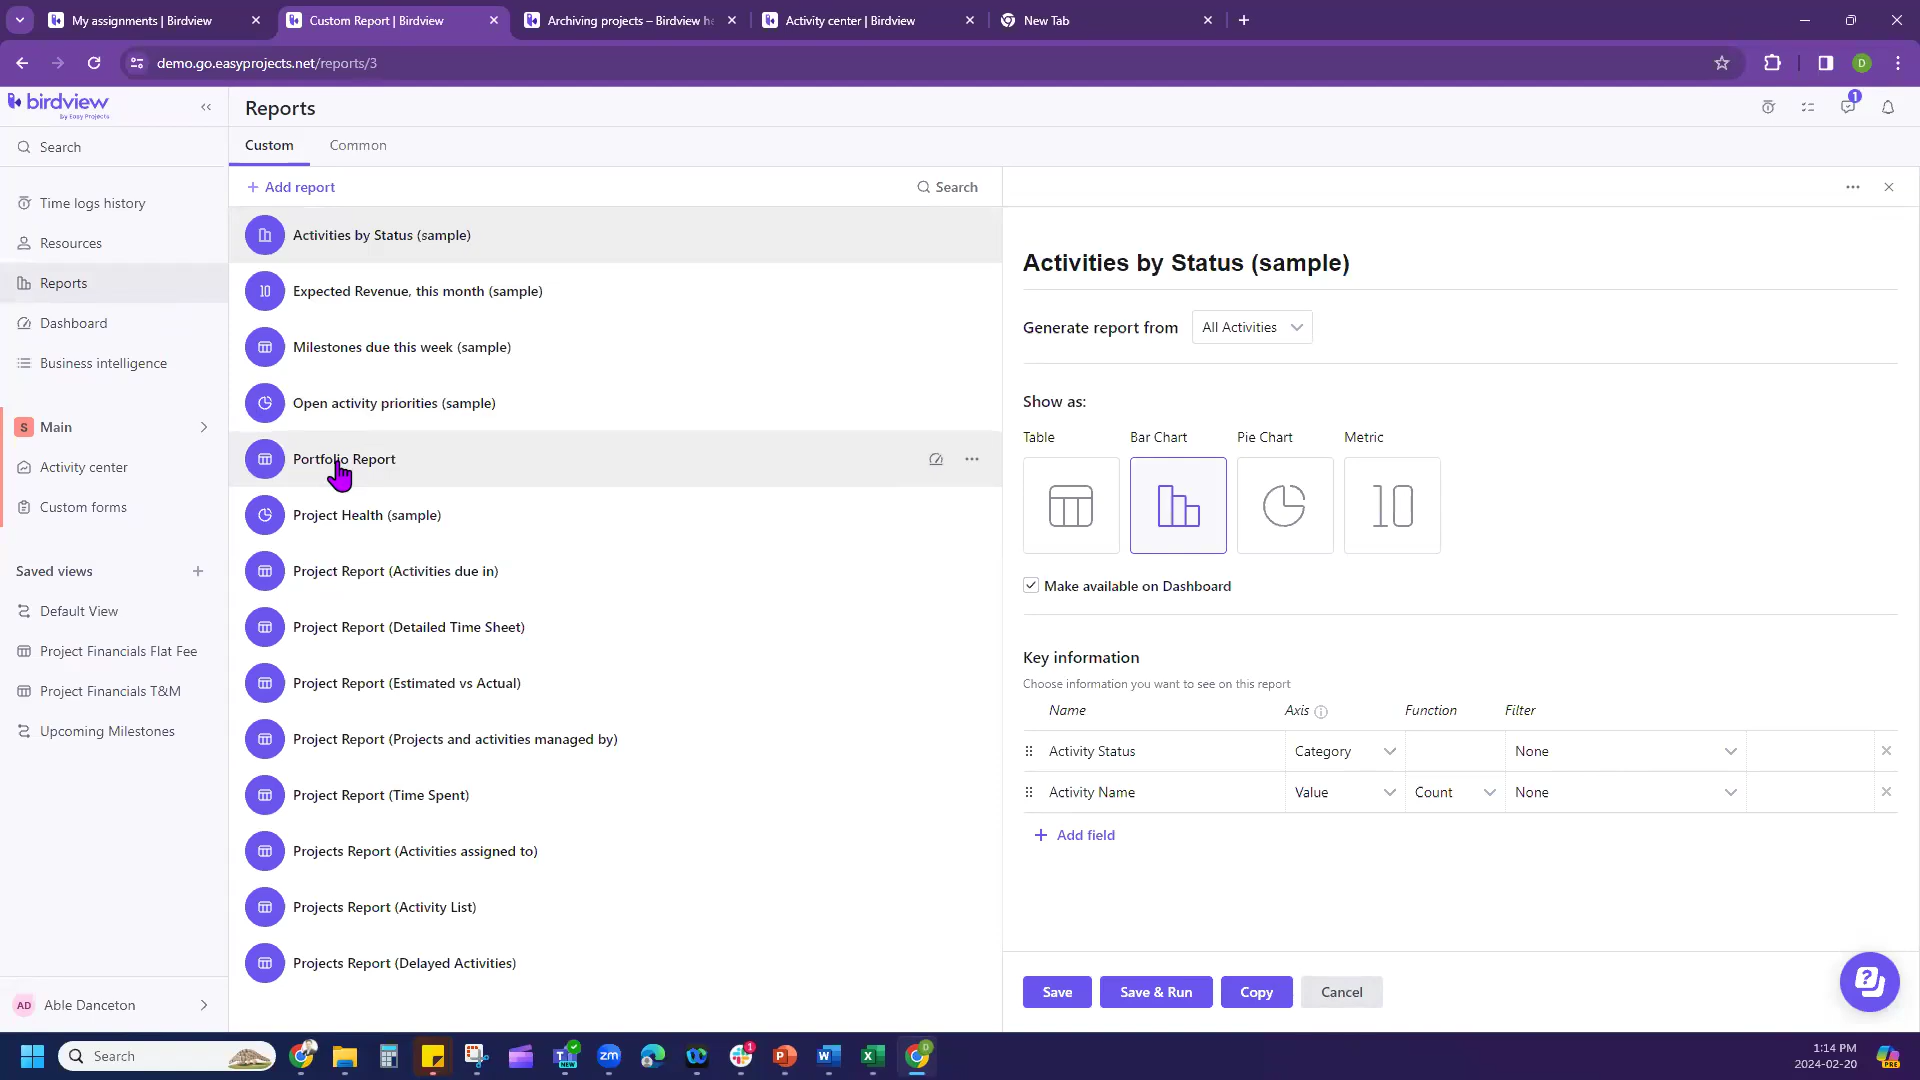 My assignments | Birdview
Custom Report | Birdview
Archiving projects – Birdview he
Activity center | Birdview
New Tab
demo.go.easyprojects.net/reports/3
D
birdview
by Easy Projects
Search
Time logs history
Resources
Reports
Dashboard
Business intelligence
S Main
Activity center
Custom forms
Saved views
Default View
Project Financials Flat Fee
Project Financials T&M
Upcoming Milestones
AD Able Danceton
Reports
1
Custom
Common
Add report
Search
Activities by Status (sample)
Expected Revenue, this month (sample)
Milestones due this week (sample)
Open activity priorities (sample)
Portfolio Report
Project Health (sample)
Project Report (Activities due in)
Project Report (Detailed Time Sheet)
Project Report (Estimated vs Actual)
Project Report (Projects and activities managed by)
Project Report (Time Spent)
Projects Report (Activities assigned to)
Projects Report (Activity List)
Projects Report (Delayed Activities)
Activities by Status (sample)
Generate report from All Activities
Show as:
Table Bar Chart Pie Chart Metric
Make available on Dashboard
Key information
Choose information you want to see on this report
Name Axis Function Filter
Activity Status Category None
Activity Name Value Count None
Add field
Save Save & Run Copy Cancel
Search
1:14 PM
2024-02-20